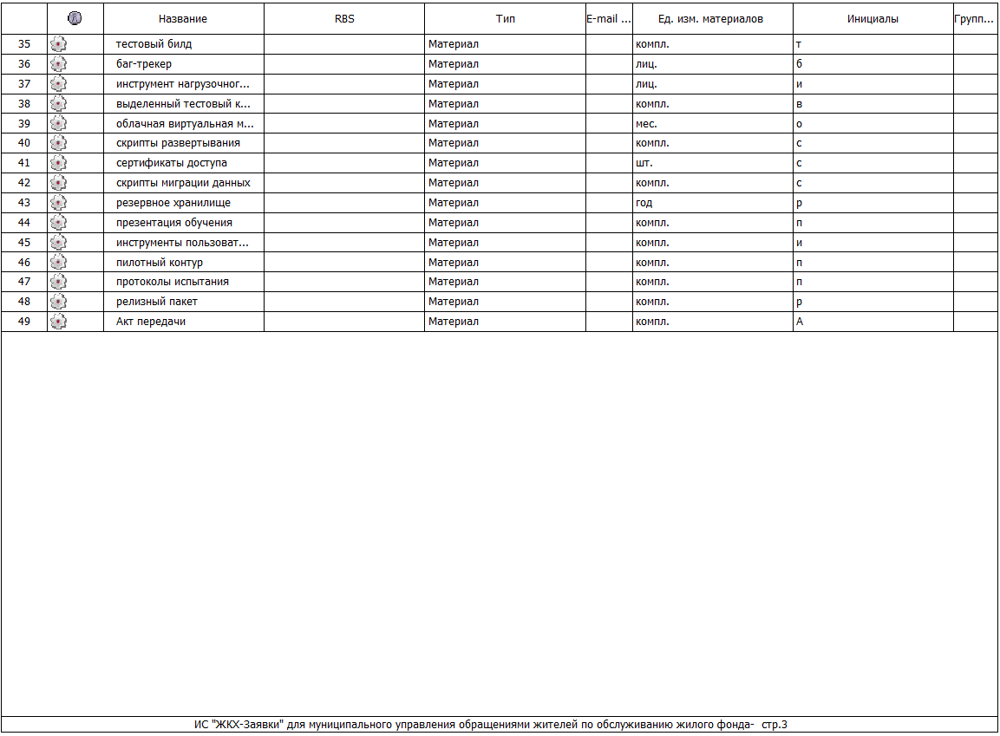 Название RBS Тип E-mail ... Ед. изм. материалов Инициалы Групп...
35 тестовый билд Материал компл. т
36 баг-трекер Материал лиц. б
37 инструмент нагрузочног... Материал лиц. и
38 выделенный тестовый к... Материал компл. в
39 облачная виртуальная м... Материал мес. о
40 скрипты развертывания Материал компл. с
41 сертификаты доступа Материал шт. с
42 скрипты миграции данных Материал компл. с
43 резервное хранилище Материал год р
44 презентация обучения Материал компл. п
45 инструменты пользоват... Материал компл. и
46 пилотный контур Материал компл. п
47 протоколы испытания Материал компл. п
48 релизный пакет Материал компл. р
49 Акт передачи Материал компл. А
ИС "ЖКХ-Заявки" для муниципального управления обращениями жителей по обслуживанию жилого фонда- стр.3